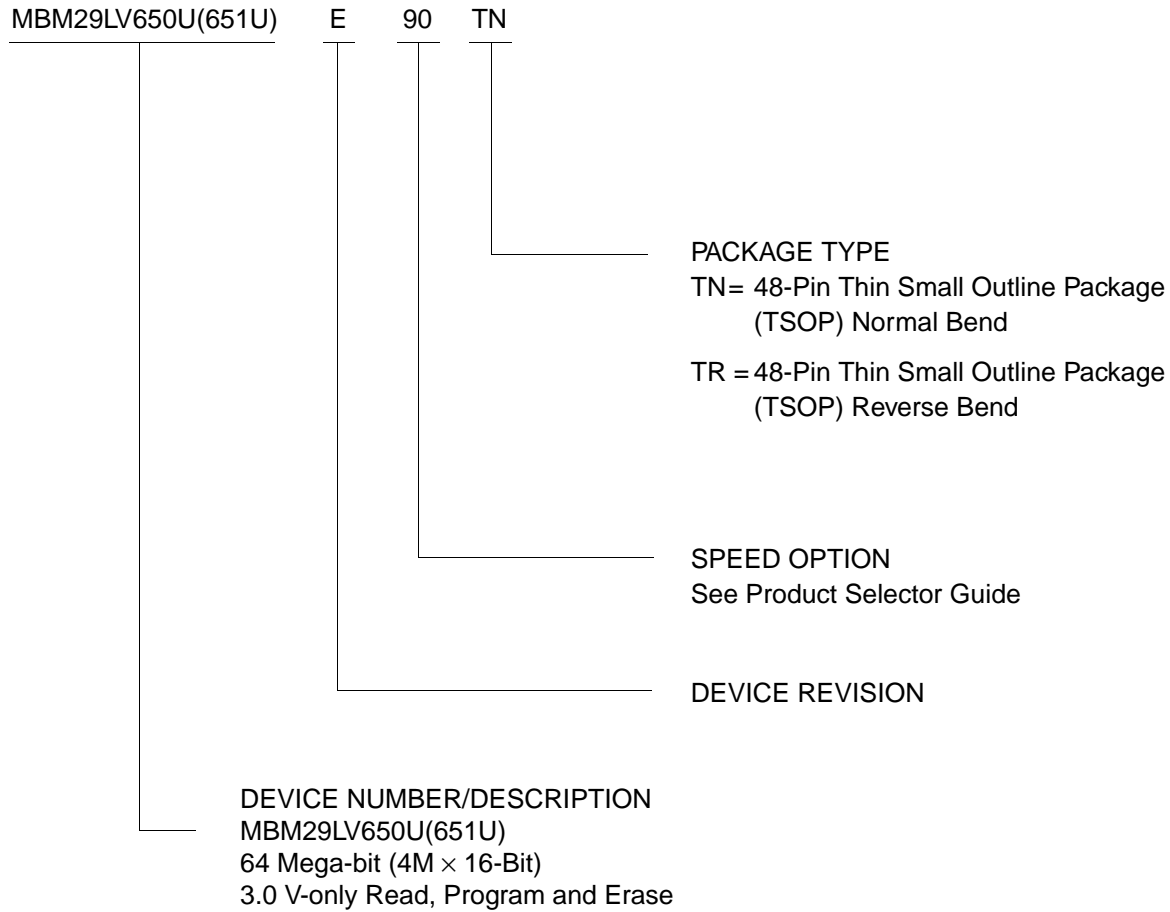 MBM29LV650U(651U) E 90 TN
PACKAGE TYPE
TN= 48-Pin Thin Small Outline Package
(TSOP) Normal Bend
TR = 48-Pin Thin Small Outline Package
(TSOP) Reverse Bend
SPEED OPTION
See Product Selector Guide
DEVICE REVISION
DEVICE NUMBER/DESCRIPTION
MBM29LV650U(651U)
64 Mega-bit (4M × 16-Bit)
3.0 V-only Read, Program and Erase